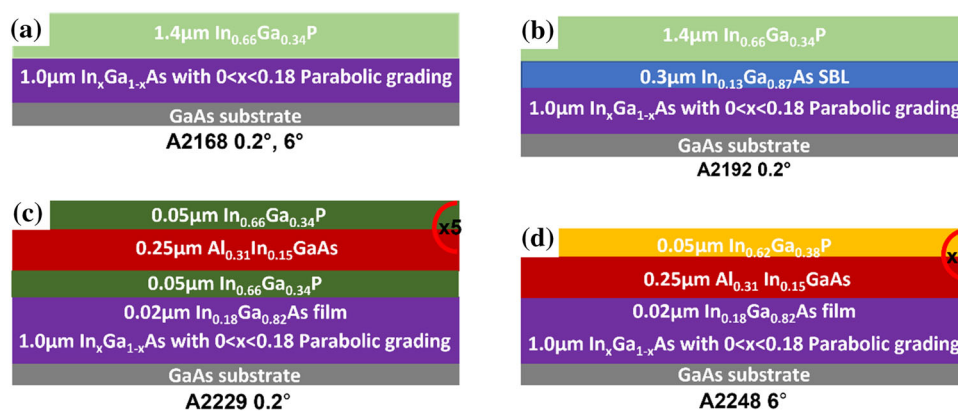 (a)
1.4μm In₀.₆₆Ga₀.₃₄P
1.0μm InₓGa₁₋ₓAs with 0<x<0.18 Parabolic grading
GaAs substrate
A2168 0.2°, 6°
(b)
1.4μm In₀.₆₆Ga₀.₃₄P
0.3μm In₀.₁₃Ga₀.₈₇As SBL
1.0μm InₓGa₁₋ₓAs with 0<x<0.18 Parabolic grading
GaAs substrate
A2192 0.2°
(c)
0.05μm In₀.₆₆Ga₀.₃₄P
x5
0.25μm Al₀.₃₁In₀.₁₅GaAs
0.05μm In₀.₆₆Ga₀.₃₄P
0.02μm In₀.₁₈Ga₀.₈₂As film
1.0μm InₓGa₁₋ₓAs with 0<x<0.18 Parabolic grading
GaAs substrate
A2229 0.2°
(d)
0.05μm In₀.₆₂Ga₀.₃₈P
0.25μm Al₀.₃₁ In₀.₁₅GaAs
0.02μm In₀.₁₈Ga₀.₈₂As film
1.0μm InₓGa₁₋ₓAs with 0<x<0.18 Parabolic grading
GaAs substrate
A2248 6°